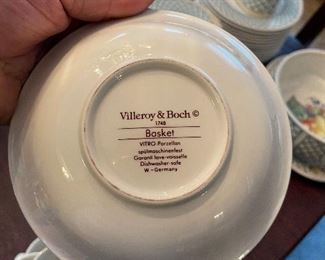 Villeroy & Boch ©
1748
Basket
VITRO-Porzellan
spülmaschinenfest
Garanti lave-vaisselle
Dishwasher-safe
W.-Germany